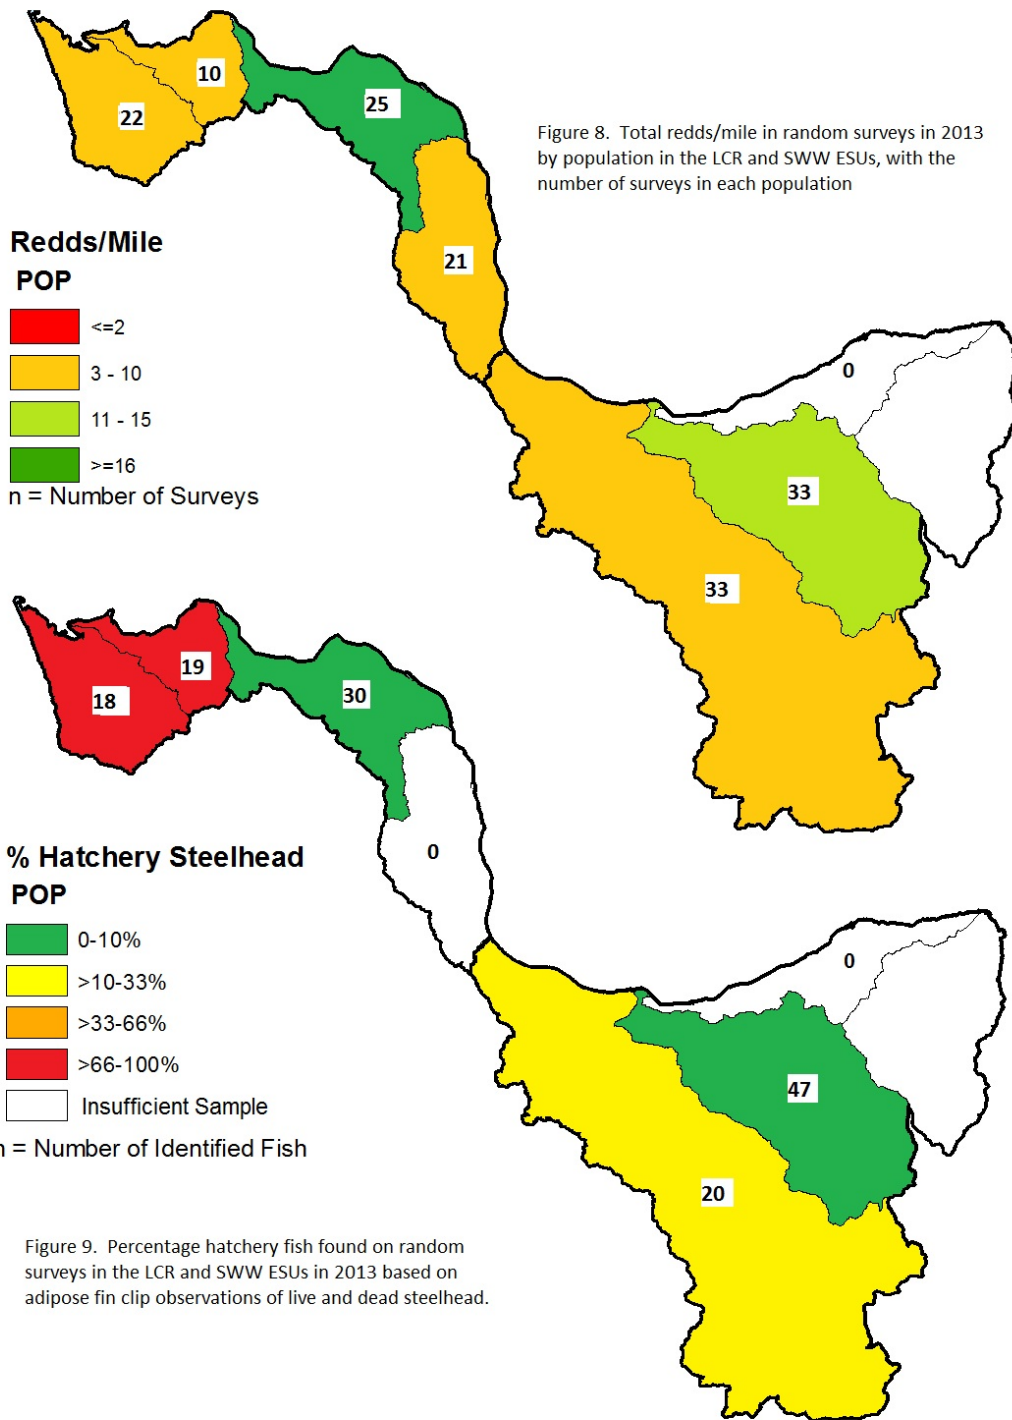 10
22
25
Figure 8.  Total redds/mile in random surveys in 2013
by population in the LCR and SWW ESUs, with the
number of surveys in each population
21
Redds/Mile
POP
<=2
3 - 10
11 - 15
>=16
n = Number of Surveys
0
33
33
19
18
30
0
% Hatchery Steelhead
POP
0-10%
>10-33%
>33-66%
>66-100%
Insufficient Sample
n = Number of Identified Fish
0
47
20
Figure 9.  Percentage hatchery fish found on random
surveys in the LCR and SWW ESUs in 2013 based on
adipose fin clip observations of live and dead steelhead.